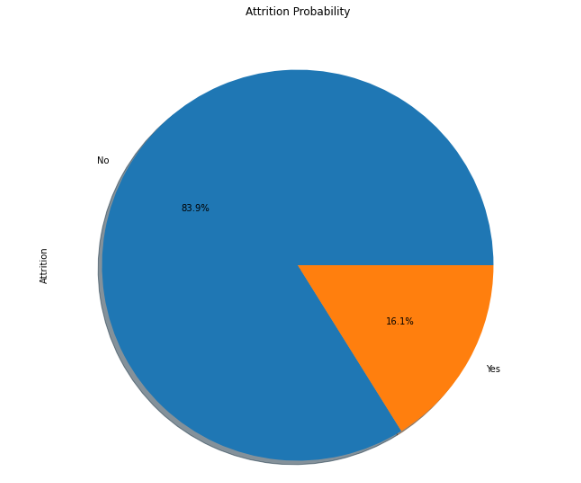 Attrition Probability
No
83.9%
Attrition
16.1%
Yes